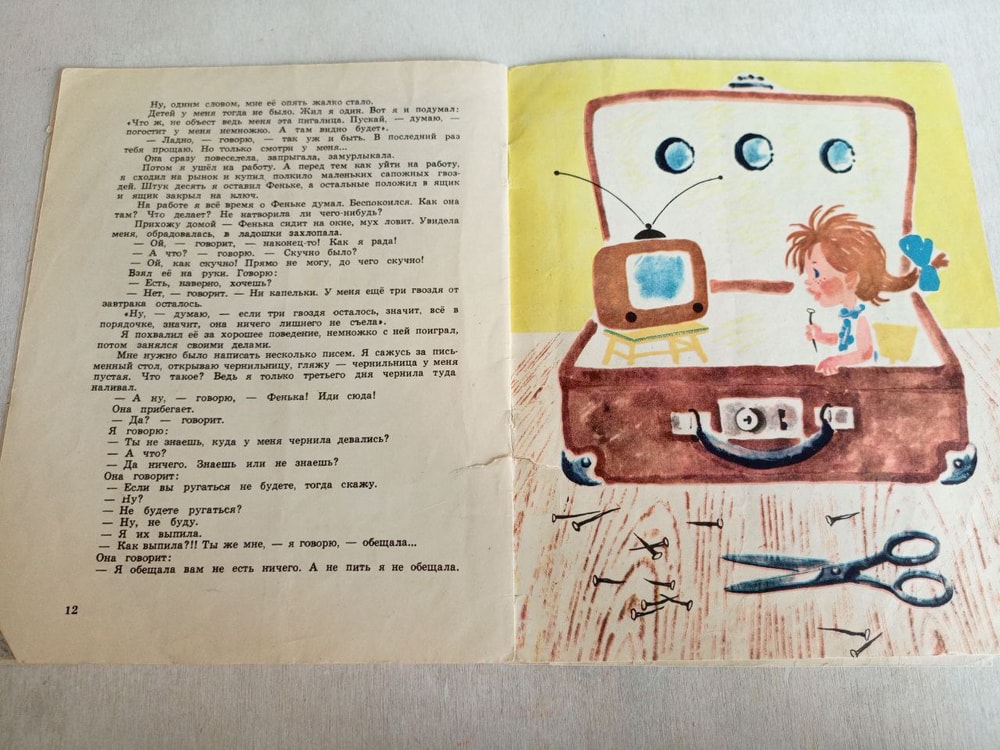 Ну, одним словом, мне её опять жалко стало.
Детей у меня тогда не было. Жил я один. Вот я и подумал:
«Что ж, не объест ведь меня эта пигалица. Пускай, — думаю, —
погостит у меня немножко. А там видно будет».
— Ладно, — говорю, — так уж и быть. В последний раз
тебя прощаю. Но только смотри у меня...
Она сразу повеселела, запрыгала, замурлыкала.
Потом я ушёл на работу. А перед тем как уйти на работу,
я сходил на рынок и купил полкило маленьких сапожных гвоз-
дей. Штук десять я оставил Феньке, а остальные положил в ящик
и ящик закрыл на ключ.
На работе я всё время о Феньке думал. Беспокоился. Как она
там? Что делает? Не натворила ли чего-нибудь?
Прихожу домой — Фенька сидит на окне, мух ловит. Увидела
меня, обрадовалась, в ладошки захлопала.
— Ой, — говорит, — наконец-то! Как я рада!
— А что? — говорю. — Скучно было?
— Ой, как скучно! Прямо не могу, до чего скучно!
Взял её на руки. Говорю:
— Есть, наверно, хочешь?
— Нет, — говорит. — Ни капельки. У меня ещё три гвоздя от
завтрака осталось.
«Ну, — думаю, — если три гвоздя осталось, значит, всё в
порядочке, значит, она ничего лишнего не съела».
Я похвалил её за хорошее поведение, немножко с ней поиграл,
потом занялся своими делами.
Мне нужно было написать несколько писем. Я сажусь за пись-
менный стол, открываю чернильницу, гляжу — чернильница у меня
пустая. Что такое? Ведь я только третьего дня чернила туда
наливал.
— А ну, — говорю, — Фенька! Иди сюда!
Она прибегает.
— Да? — говорит.
Я говорю:
— Ты не знаешь, куда у меня чернила девались?
— А что?
— Да ничего. Знаешь или не знаешь?
Она говорит:
— Если вы ругаться не будете, тогда скажу.
— Ну?
— Не будете ругаться?
— Ну, не буду.
— Я их выпила.
— Как выпила?!! Ты же мне, — я говорю, — обещала...
Она говорит:
— Я обещала вам не есть ничего. А не пить я не обещала.
12